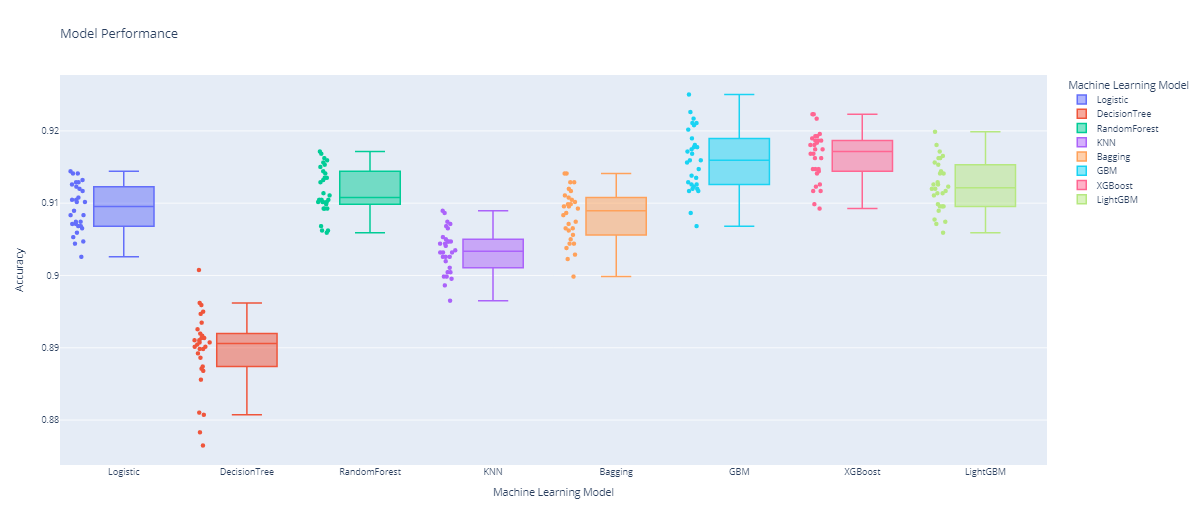 Model Performance
Machine Learning Model
Logistic
DecisionTree
RandomForest
KNN
Bagging
GBM
XGBoost
LightGBM
Accuracy
0.92
0.91
0.9
0.89
0.88
Logistic
DecisionTree
RandomForest
KNN
Bagging
GBM
XGBoost
LightGBM
Machine Learning Model